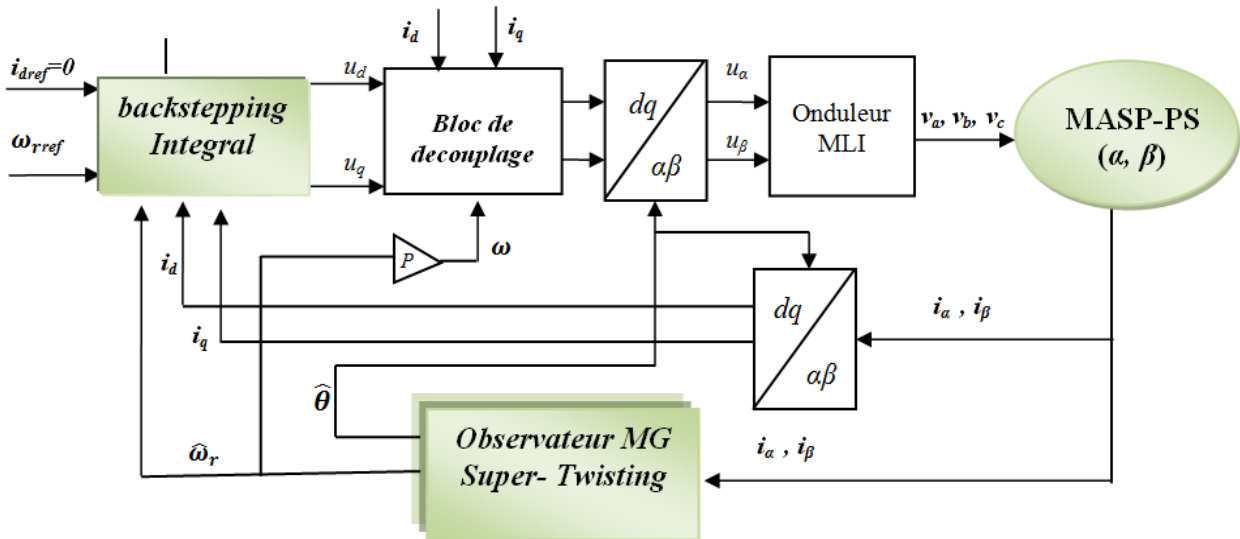 i_d
i_q
i_dref=0
backstepping
Integral
ω_rref
u_d
u_q
Bloc de
decouplage
dq
αβ
u_α
u_β
Onduleur
MLI
v_a, v_b, v_c
MASP-PS
(α, β)
i_d
P
ω
i_q
dq
αβ
i_α , i_β
θ̂
ω̂_r
Observateur MG
Super- Twisting
i_α , i_β